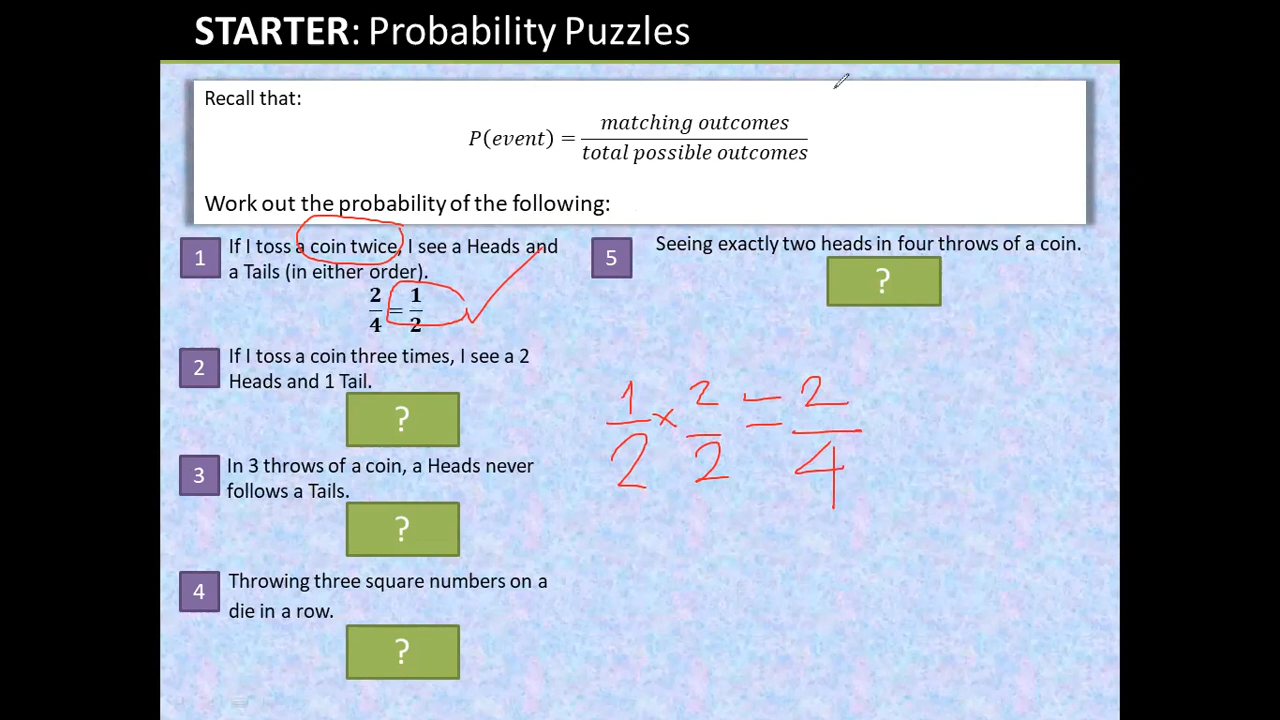 STARTER: Probability Puzzles
Recall that:
P(event) = matching outcomes / total possible outcomes
Work out the probability of the following:
1 If I toss a coin twice, I see a Heads and
a Tails (in either order).
2/4 = 1/2
2 If I toss a coin three times, I see a 2
Heads and 1 Tail.
?
3 In 3 throws of a coin, a Heads never
follows a Tails.
?
4 Throwing three square numbers on a
die in a row.
?
5 Seeing exactly two heads in four throws of a coin.
?
1/2 × 2/2 = 2/4